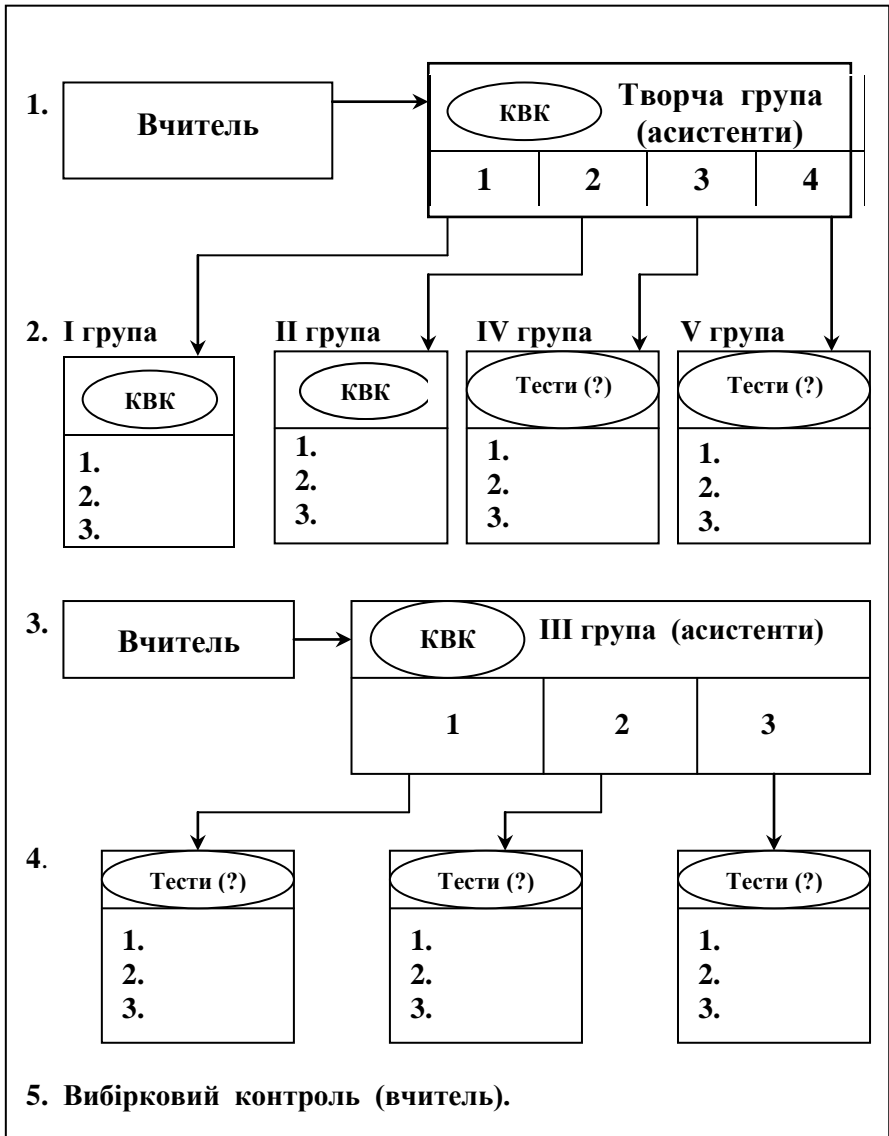 1.
Вчитель
КВК
Творча група
(асистенти)
1 2 3 4
2. I група II група IV група V група
КВК КВК Тести (?) Тести (?)
1. 1. 1. 1.
2. 2. 2. 2.
3. 3. 3. 3.
3.
Вчитель
КВК
III група (асистенти)
1 2 3
4.
Тести (?) Тести (?) Тести (?)
1. 1. 1.
2. 2. 2.
3. 3. 3.
5. Вибірковий контроль (вчитель).